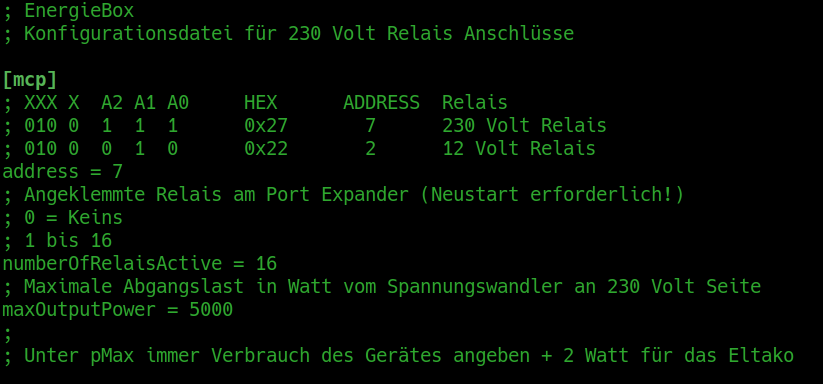 ; EnergieBox
; Konfigurationsdatei für 230 Volt Relais Anschlüsse
[mcp]
; XXX X  A2 A1 A0     HEX      ADDRESS  Relais
; 010 0  1  1  1      0x27       7      230 Volt Relais
; 010 0  0  1  0      0x22       2      12 Volt Relais
address = 7
; Angeklemmte Relais am Port Expander (Neustart erforderlich!)
; 0 = Keins
; 1 bis 16
numberOfRelaisActive = 16
; Maximale Abgangslast in Watt vom Spannungswandler an 230 Volt Seite
maxOutputPower = 5000
;
; Unter pMax immer Verbrauch des Gerätes angeben + 2 Watt für das Eltako